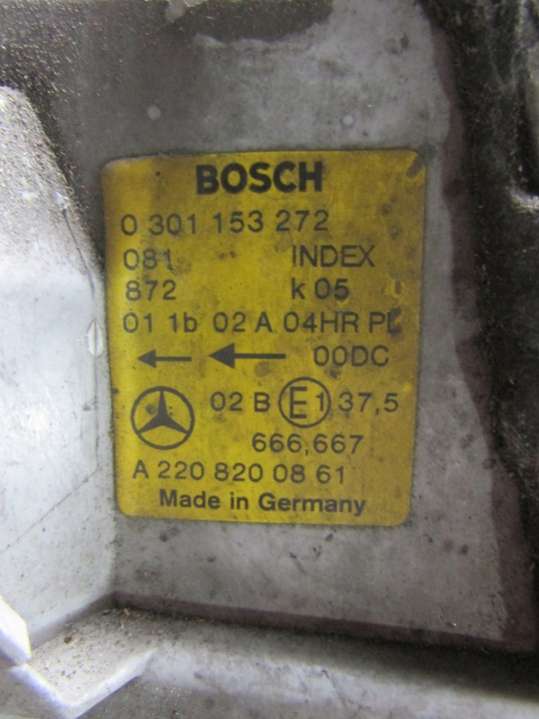 BOSCH
0 301 153 272
081 INDEX
872 k 05
01 1b 02 A 04HR PL
00DC
02 B E1 37,5
666,667
A 220 820 08 61
Made in Germany